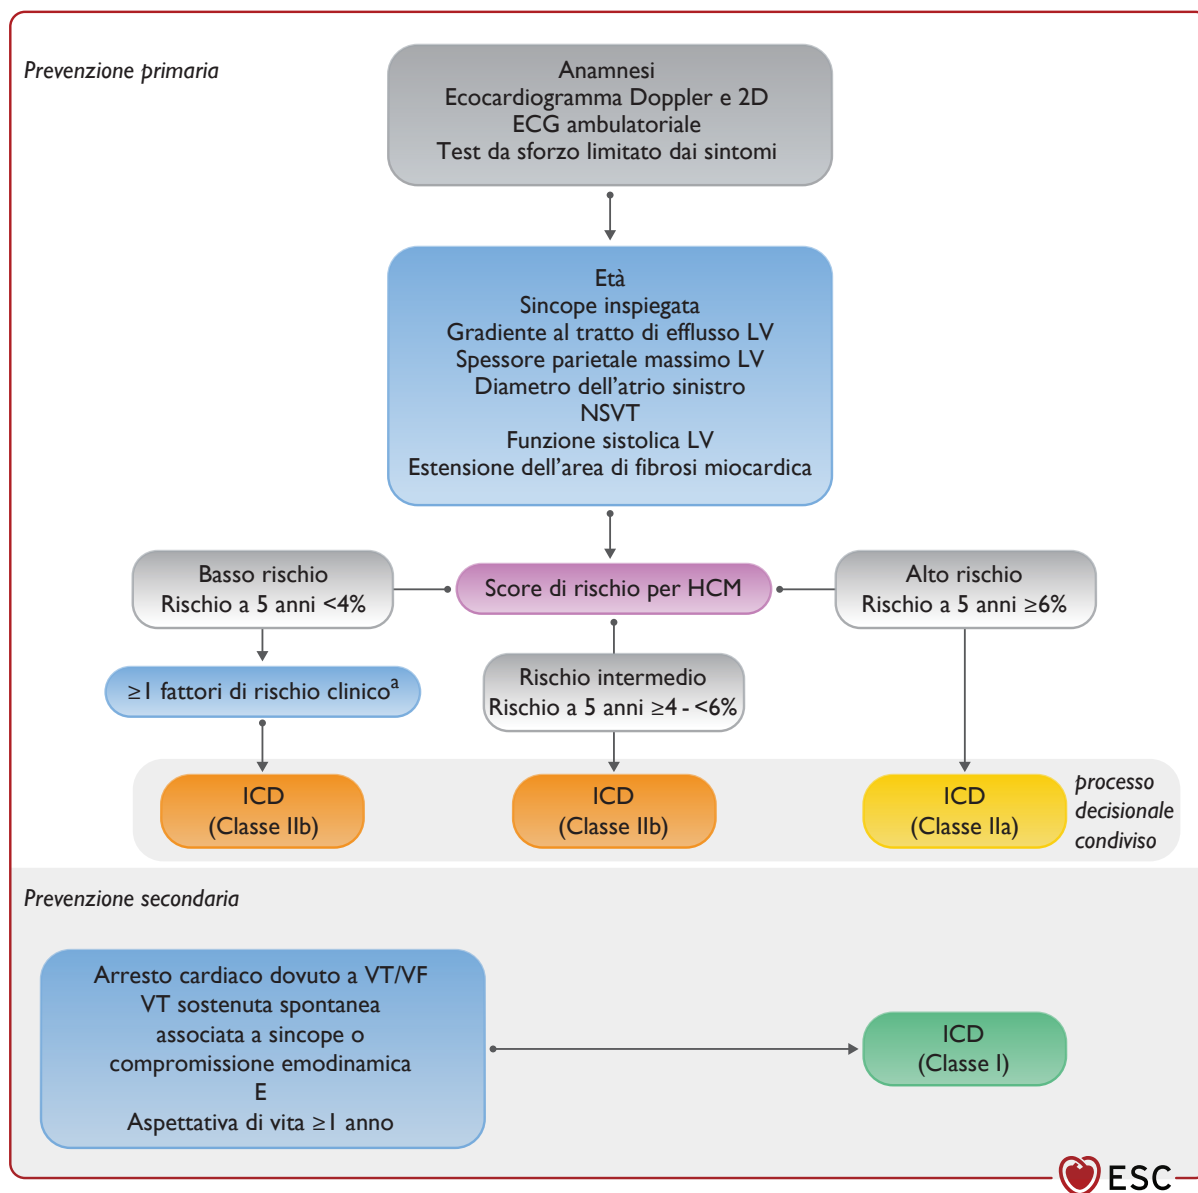 Prevenzione primaria
Anamnesi
Ecocardiogramma Doppler e 2D
ECG ambulatoriale
Test da sforzo limitato dai sintomi
Età
Sincope inspiegata
Gradiente al tratto di efflusso LV
Spessore parietale massimo LV
Diametro dell'atrio sinistro
NSVT
Funzione sistolica LV
Estensione dell'area di fibrosi miocardica
Basso rischio
Rischio a 5 anni <4%
Score di rischio per HCM
Alto rischio
Rischio a 5 anni ≥6%
≥1 fattori di rischio clinicoᵃ
Rischio intermedio
Rischio a 5 anni ≥4 - <6%
ICD
(Classe IIb)
ICD
(Classe IIb)
ICD
(Classe IIa)
processo
decisionale
condiviso
Prevenzione secondaria
Arresto cardiaco dovuto a VT/VF
VT sostenuta spontanea
associata a sincope o
compromissione emodinamica
E
Aspettativa di vita ≥1 anno
ICD
(Classe I)
ESC